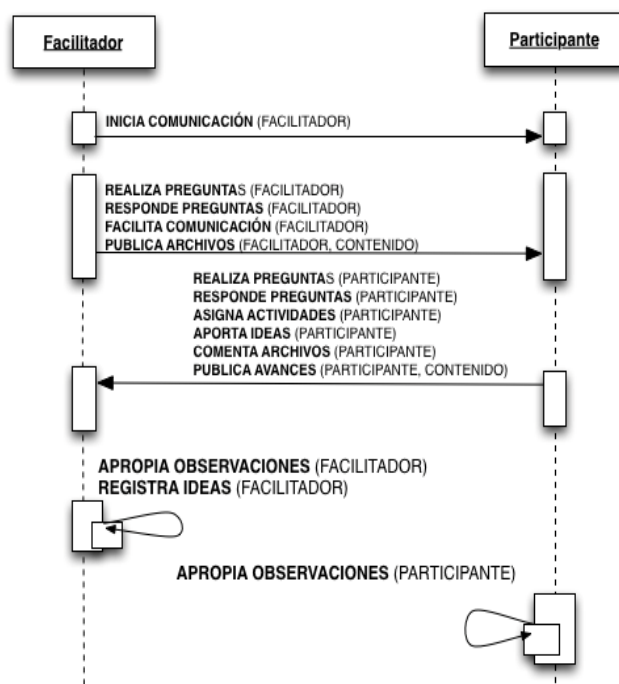 Facilitador
Participante
INICIA COMUNICACIÓN (FACILITADOR)
REALIZA PREGUNTAS (FACILITADOR)
RESPONDE PREGUNTAS (FACILITADOR)
FACILITA COMUNICACIÓN (FACILITADOR)
PUBLICA ARCHIVOS (FACILITADOR, CONTENIDO)
REALIZA PREGUNTAS (PARTICIPANTE)
RESPONDE PREGUNTAS (PARTICIPANTE)
ASIGNA ACTIVIDADES (PARTICIPANTE)
APORTA IDEAS (PARTICIPANTE)
COMENTA ARCHIVOS (PARTICIPANTE)
PUBLICA AVANCES (PARTICIPANTE, CONTENIDO)
APROPIA OBSERVACIONES (FACILITADOR)
REGISTRA IDEAS (FACILITADOR)
APROPIA OBSERVACIONES (PARTICIPANTE)